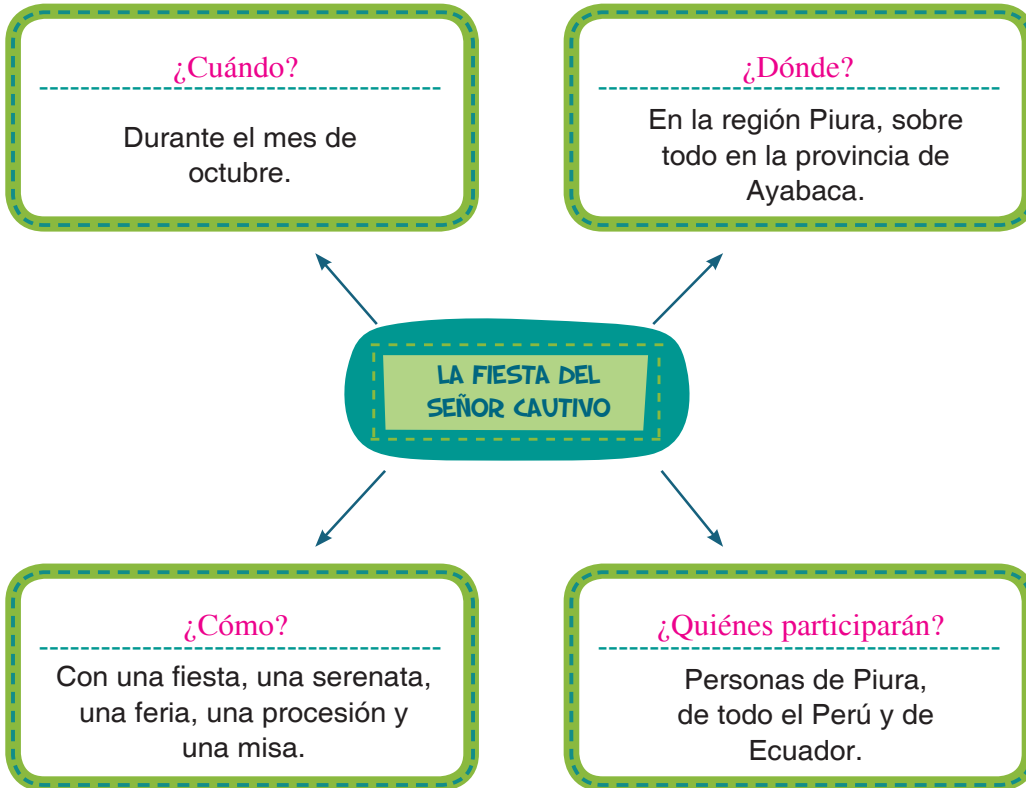 ¿Cuándo?
Durante el mes de
octubre.
¿Dónde?
En la región Piura, sobre
todo en la provincia de
Ayabaca.
LA FIESTA DEL
SEÑOR CAUTIVO
¿Cómo?
Con una fiesta, una serenata,
una feria, una procesión y
una misa.
¿Quiénes participarán?
Personas de Piura,
de todo el Perú y de
Ecuador.